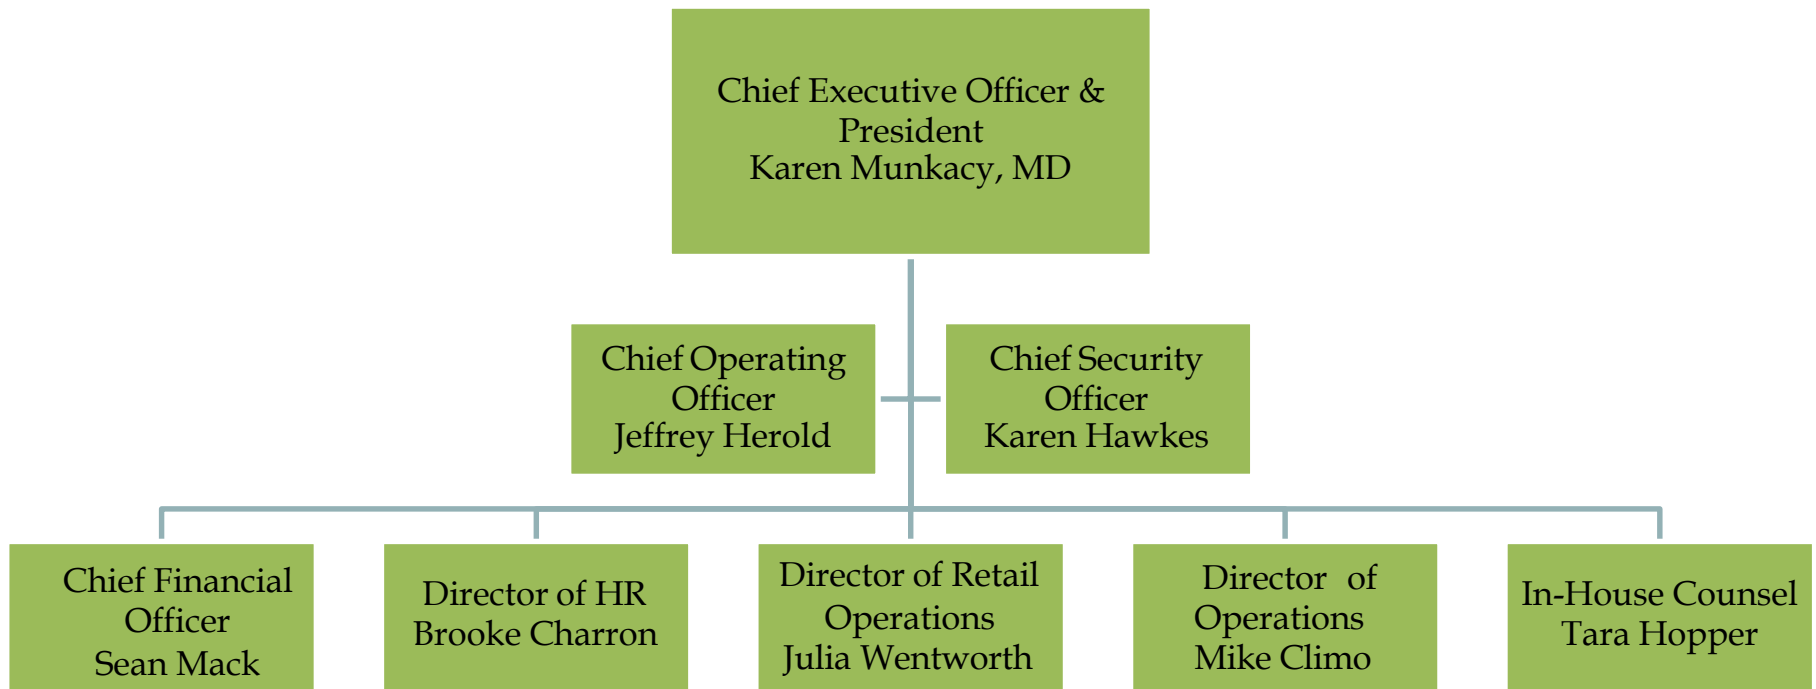 Chief Executive Officer &
President
Karen Munkacy, MD
Chief Operating
Officer
Jeffrey Herold
Chief Security
Officer
Karen Hawkes
Chief Financial
Officer
Sean Mack
Director of HR
Brooke Charron
Director of Retail
Operations
Julia Wentworth
Director of
Operations
Mike Climo
In-House Counsel
Tara Hopper